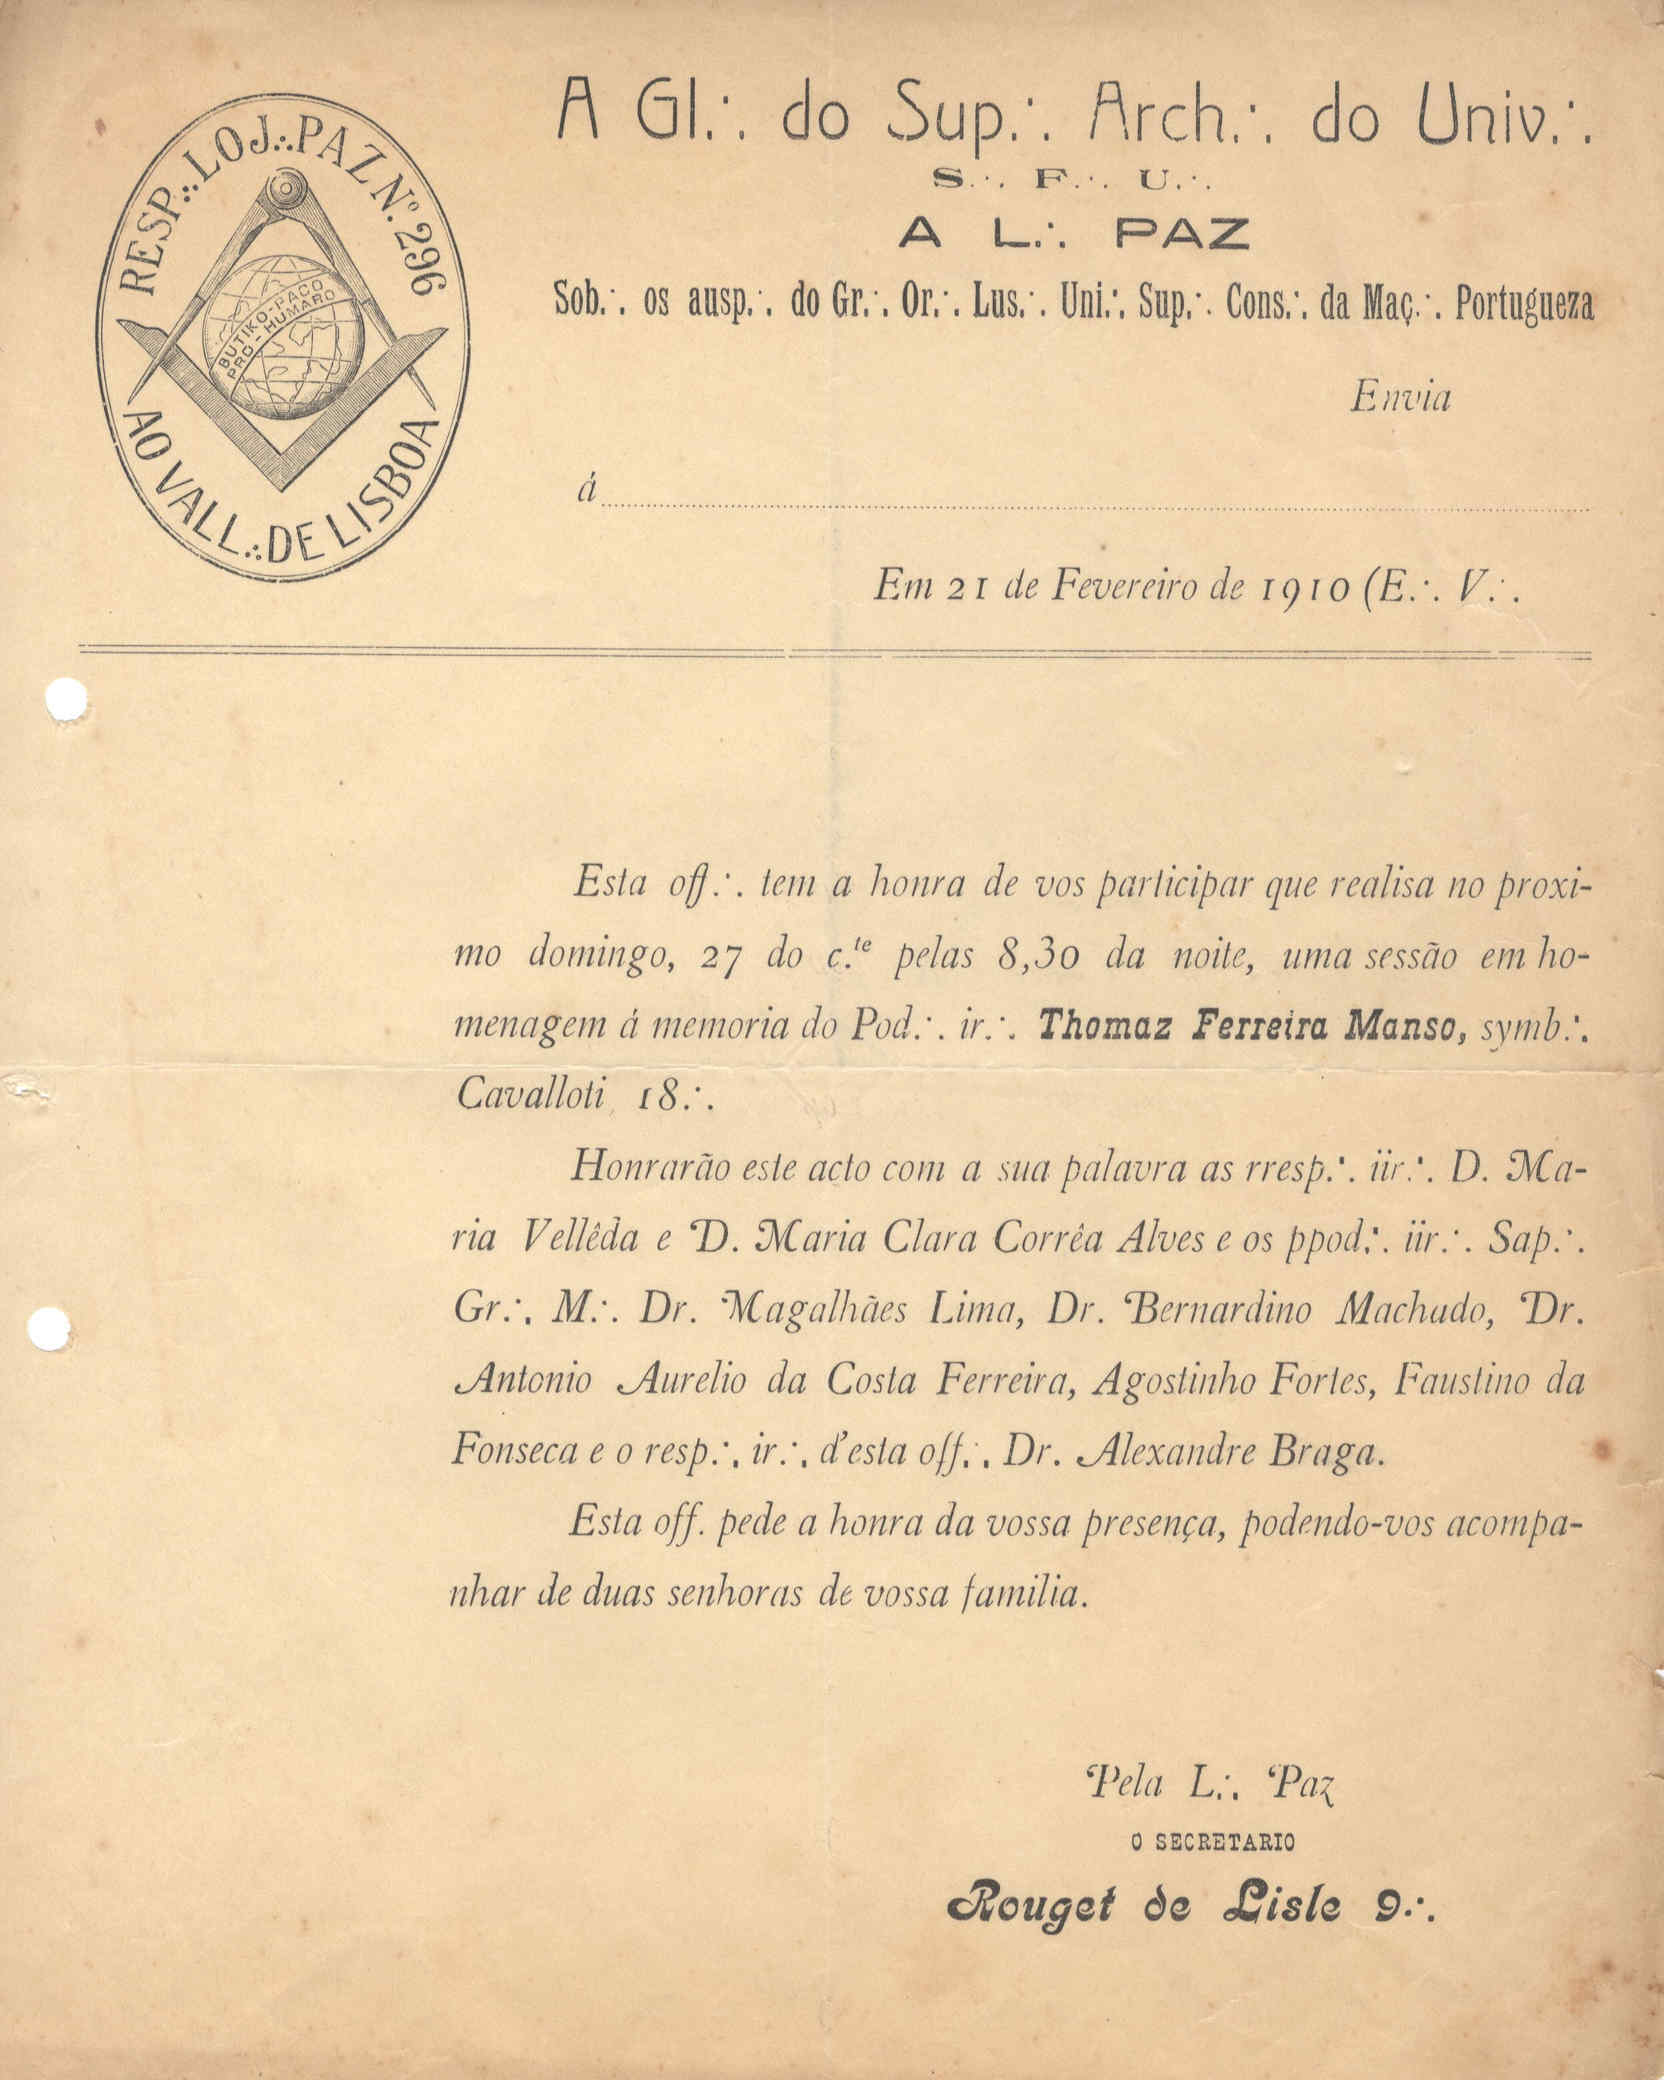 RESP∴ LOJ∴ PAZ N.º 296
BUTIKO-PACO
PRO-HUMARO
AO VALL∴ DE LISBOA
A Gl∴ do Sup∴ Arch∴ do Univ∴
S∴ F∴ U∴
A L∴ PAZ
Sob∴ os ausp∴ do Gr∴ Or∴ Lus∴ Uni∴ Sup∴ Cons∴ da Maç∴ Portugueza
Envia
á
Em 21 de Fevereiro de 1910 (E∴ V∴
Esta off∴ tem a honra de vos participar que realisa no proxi-
mo domingo, 27 do c.te pelas 8,30 da noite, uma sessão em ho-
menagem á memoria do Pod∴ ir∴ Thomaz Ferreira Manso, symb∴
Cavalloti 18∴
Honrarão este acto com a sua palavra as rresp∴ iir∴ D. Ma-
ria Vellêda e D. Maria Clara Corrêa Alves e os ppod∴ iir∴ Sap∴
Gr∴ M∴ Dr. Magalhães Lima, Dr. Bernardino Machado, Dr.
Antonio Aurelio da Costa Ferreira, Agostinho Fortes, Faustino da
Fonseca e o resp∴ ir∴ d'esta off∴ Dr. Alexandre Braga.
Esta off. pede a honra da vossa presença, podendo-vos acompa-
nhar de duas senhoras de vossa familia.
Pela L∴ Paz
O SECRETARIO
Rouget de Lisle 9∴